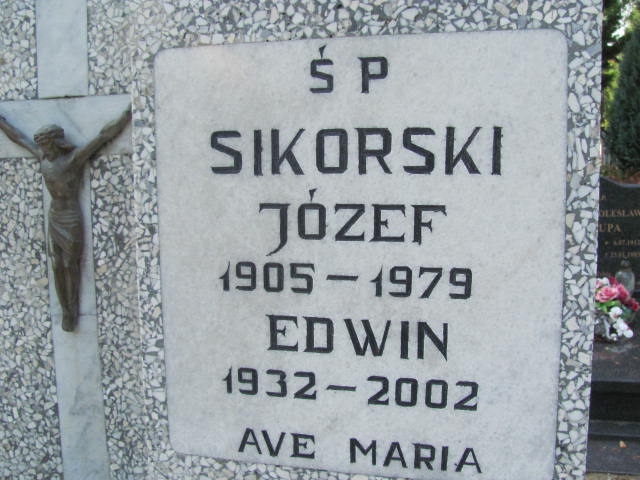 Ś P
SIKORSKI
JÓZEF
1905 – 1979
EDWIN
1932 – 2002
AVE MARIA